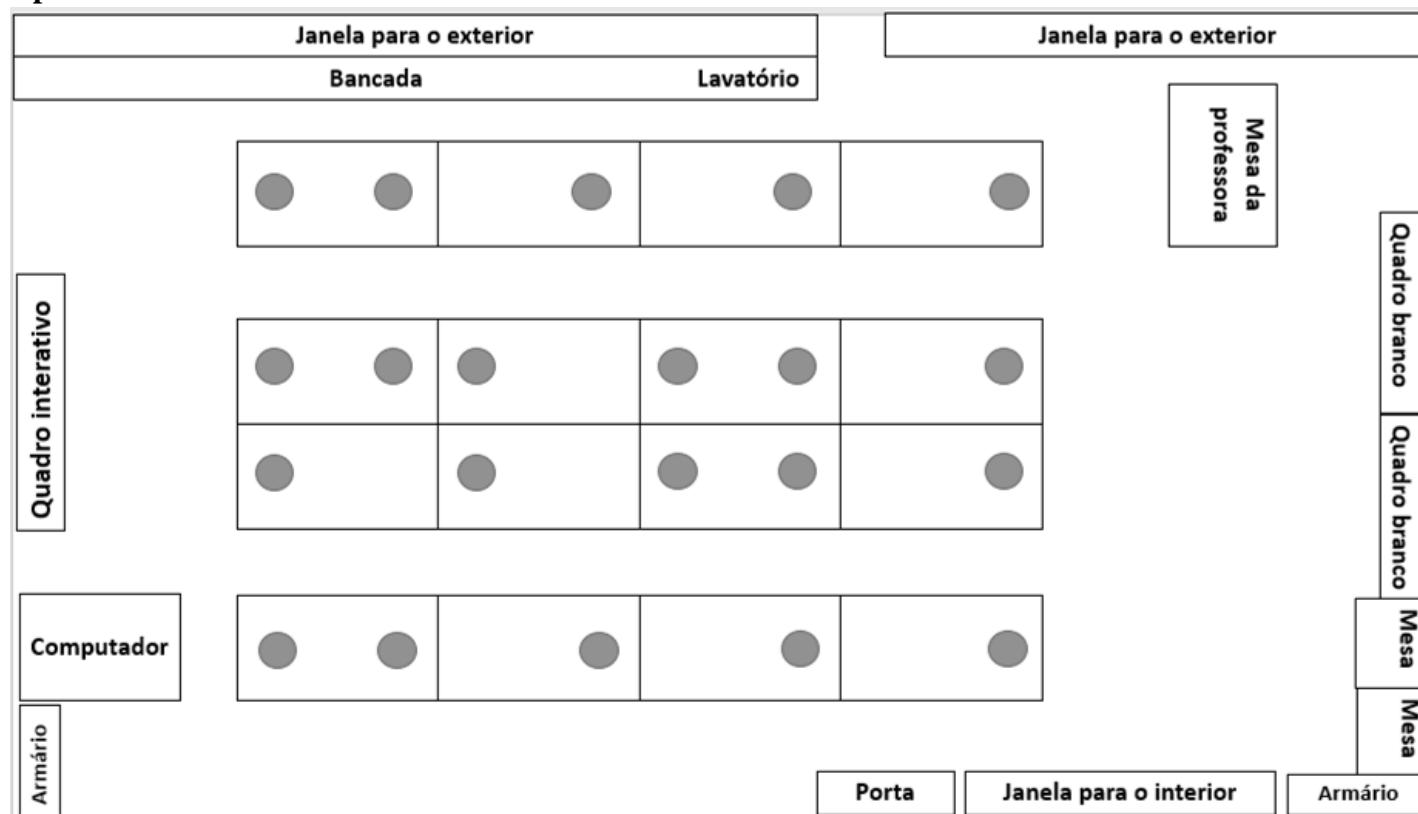 Janela para o exterior
Janela para o exterior
Bancada
Lavatório
Mesa da
professora
Quadro interativo
Quadro branco
Quadro branco
Computador
Mesa
Mesa
Armário
Porta
Janela para o interior
Armário